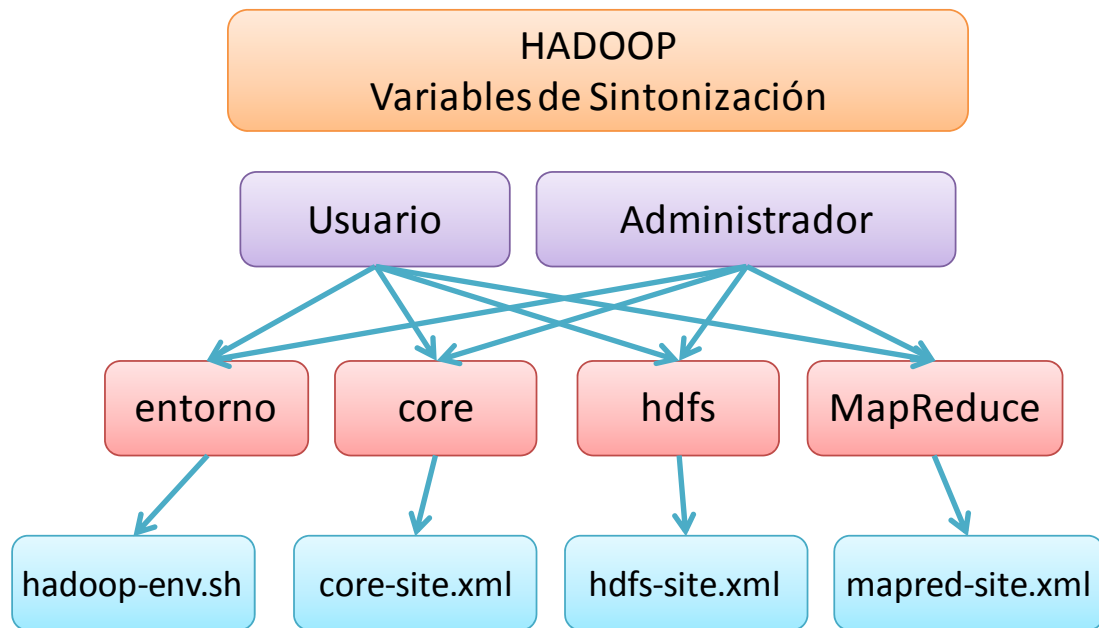 HADOOP
Variables de Sintonización
Usuario
Administrador
entorno
core
hdfs
MapReduce
hadoop-env.sh
core-site.xml
hdfs-site.xml
mapred-site.xml